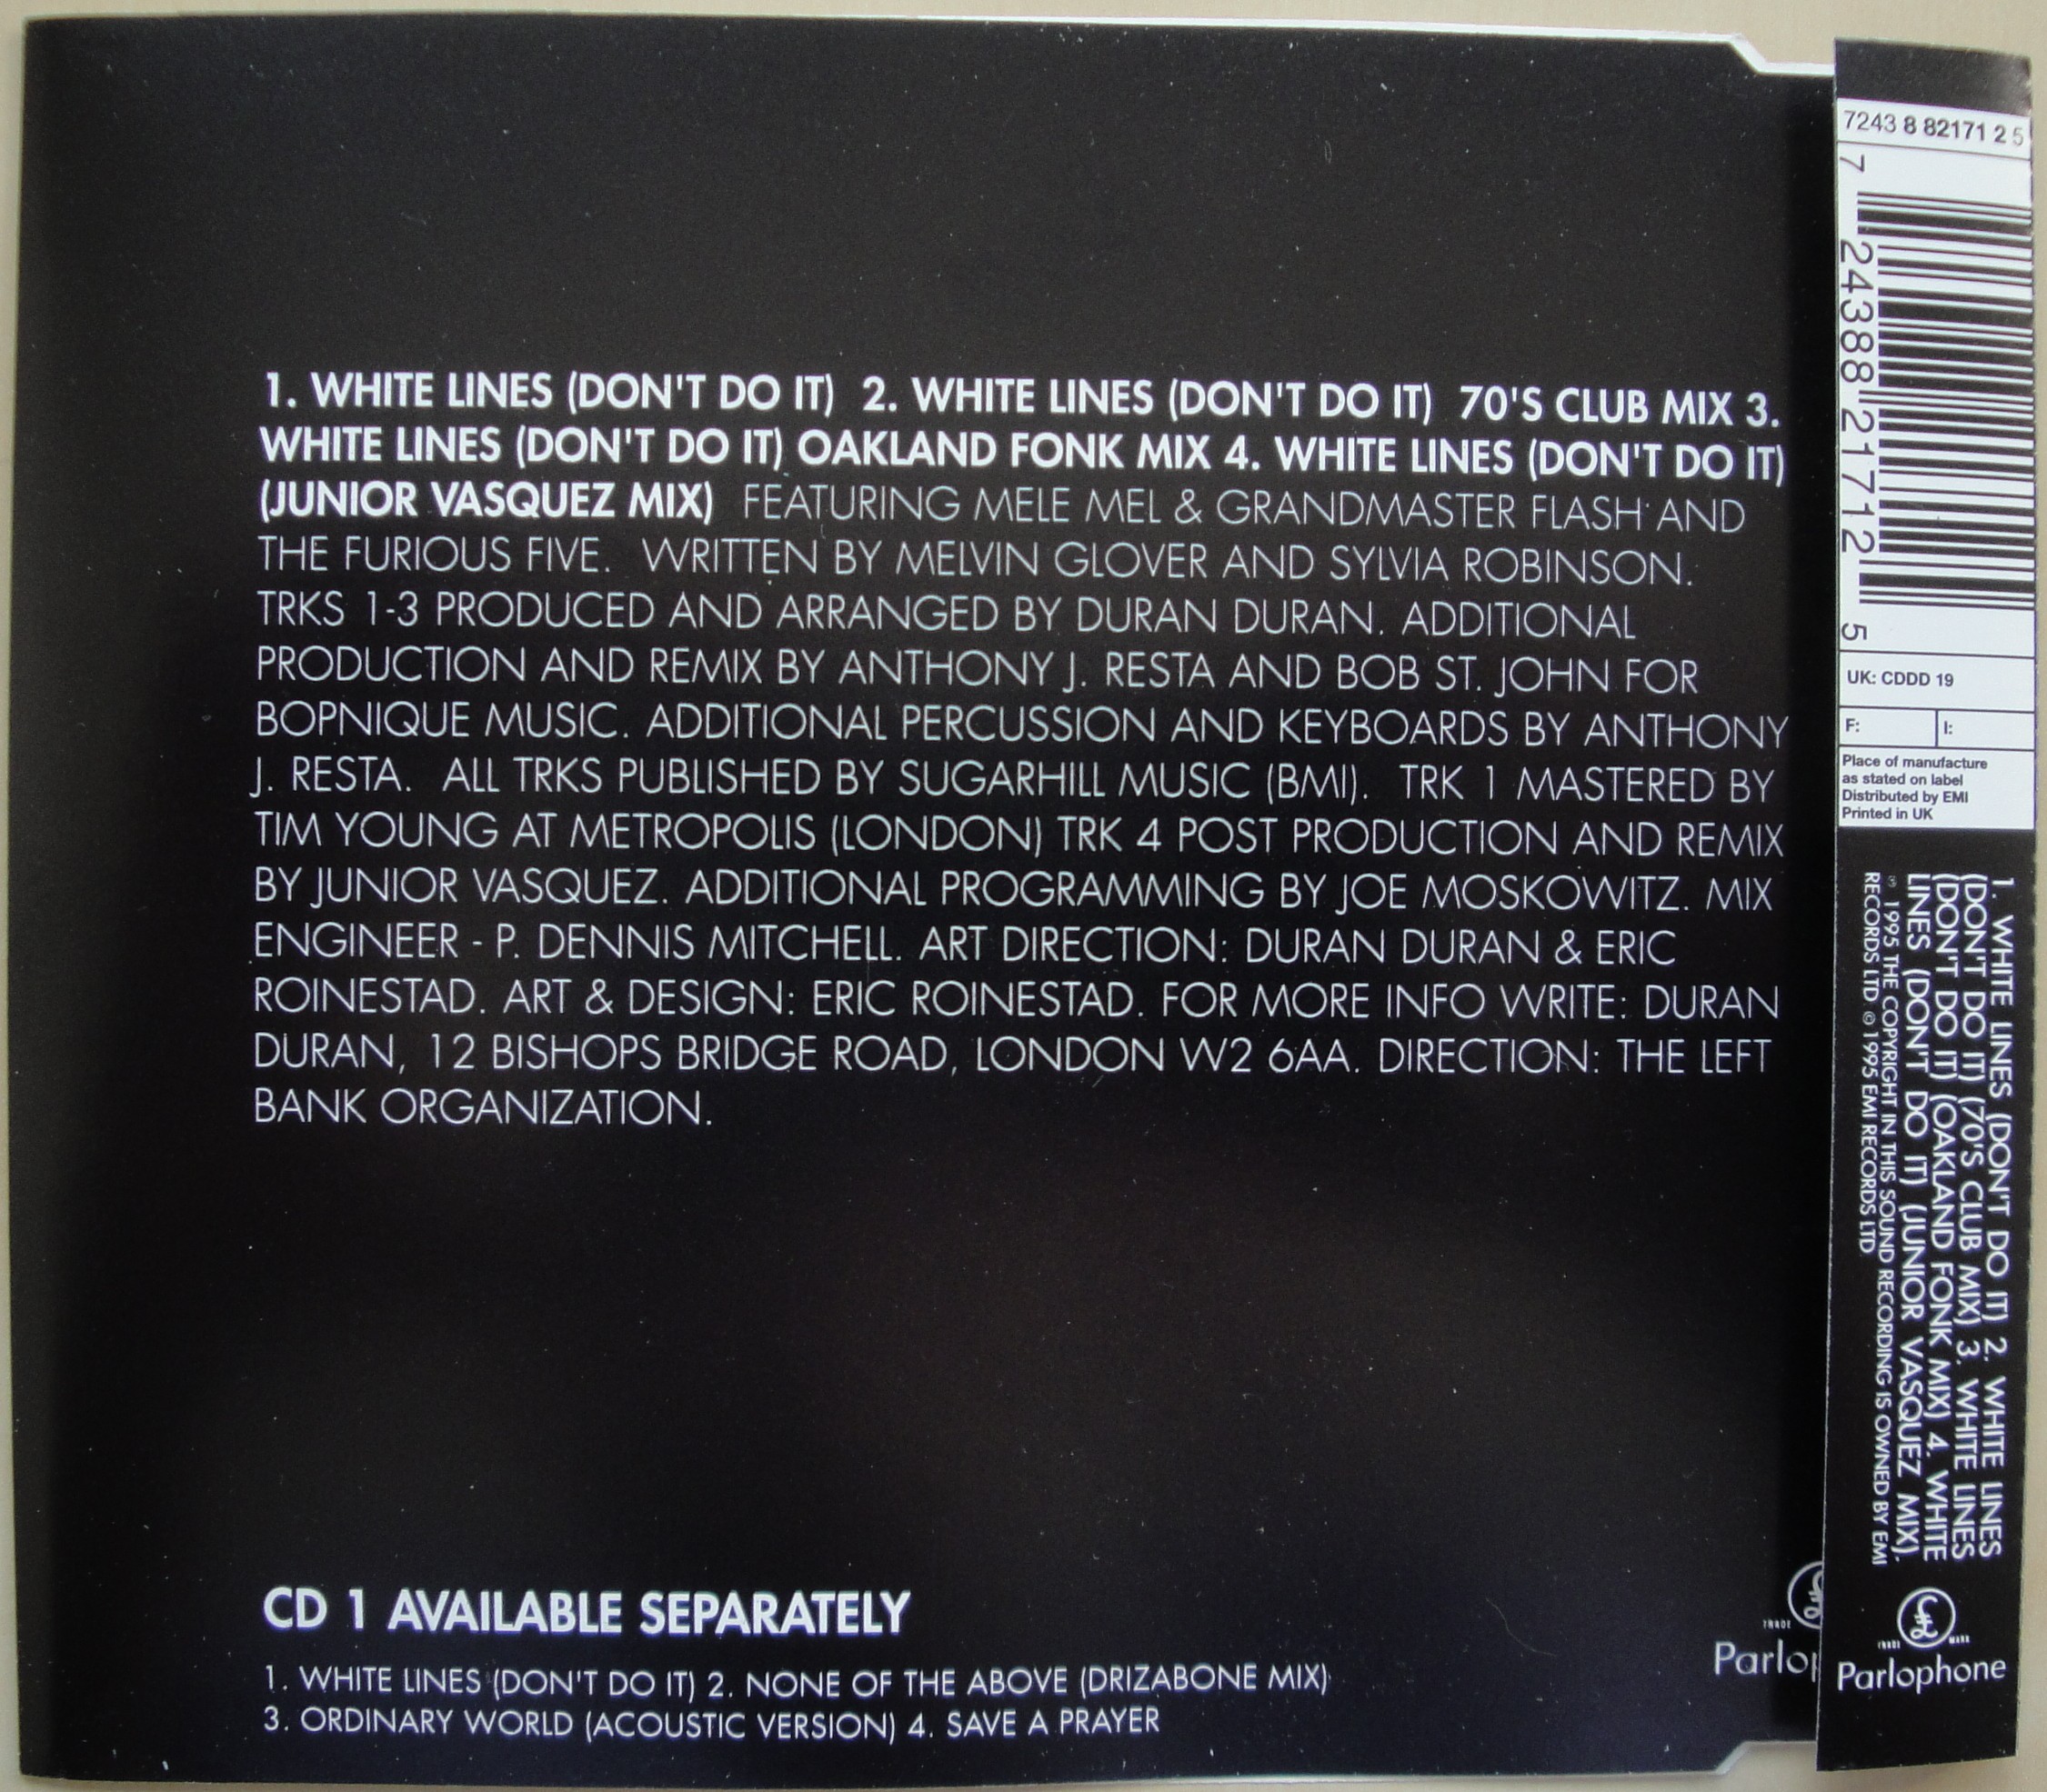 1. WHITE LINES (DON'T DO IT) 2. WHITE LINES (DON'T DO IT) 70'S CLUB MIX 3.
WHITE LINES (DON'T DO IT) OAKLAND FONK MIX 4. WHITE LINES (DON'T DO IT)
(JUNIOR VASQUEZ MIX) FEATURING MELE MEL & GRANDMASTER FLASH AND
THE FURIOUS FIVE. WRITTEN BY MELVIN GLOVER AND SYLVIA ROBINSON.
TRKS 1-3 PRODUCED AND ARRANGED BY DURAN DURAN. ADDITIONAL
PRODUCTION AND REMIX BY ANTHONY J. RESTA AND BOB ST. JOHN FOR
BOPNIQUE MUSIC. ADDITIONAL PERCUSSION AND KEYBOARDS BY ANTHONY
J. RESTA. ALL TRKS PUBLISHED BY SUGARHILL MUSIC (BMI). TRK 1 MASTERED BY
TIM YOUNG AT METROPOLIS (LONDON) TRK 4 POST PRODUCTION AND REMIX
BY JUNIOR VASQUEZ. ADDITIONAL PROGRAMMING BY JOE MOSKOWITZ. MIX
ENGINEER - P. DENNIS MITCHELL. ART DIRECTION: DURAN DURAN & ERIC
ROINESTAD. ART & DESIGN: ERIC ROINESTAD. FOR MORE INFO WRITE: DURAN
DURAN, 12 BISHOPS BRIDGE ROAD, LONDON W2 6AA. DIRECTION: THE LEFT
BANK ORGANIZATION.
CD 1 AVAILABLE SEPARATELY
1. WHITE LINES (DON'T DO IT) 2. NONE OF THE ABOVE (DRIZABONE MIX)
3. ORDINARY WORLD (ACOUSTIC VERSION) 4. SAVE A PRAYER
TRADE
Parlop
7243 8 82171 2 5
7 24388 21712 5
UK: CDDD 19
F: I:
Place of manufacture
as stated on label
Distributed by EMI
Printed in UK
1. WHITE LINES (DON'T DO IT) 2. WHITE LINES
(DON'T DO IT) (70'S CLUB MIX) 3. WHITE LINES
(DON'T DO IT) (OAKLAND FONK MIX) 4. WHITE
LINES (DON'T DO IT) (JUNIOR VASQUEZ MIX).
℗ 1995 THE COPYRIGHT IN THIS SOUND RECORDING IS OWNED BY EMI
RECORDS LTD © 1995 EMI RECORDS LTD
TRADE MARK
Parlophone